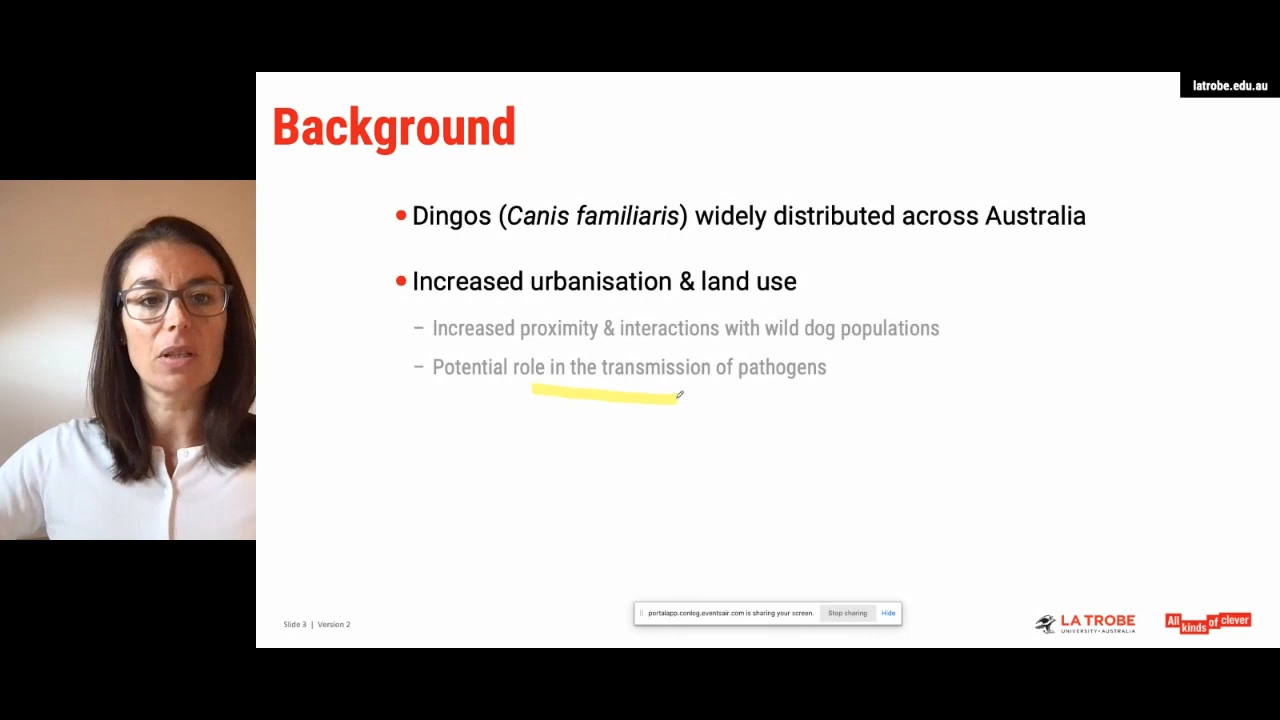 latrobe.edu.au
Background
Dingos (Canis familiaris) widely distributed across Australia
Increased urbanisation & land use
– Increased proximity & interactions with wild dog populations
– Potential role in the transmission of pathogens
portalapp.conlog.eventsair.com is sharing your screen. Stop sharing Hide
Slide 3 | Version 2
LA TROBE
UNIVERSITY • AUSTRALIA
All kinds of clever